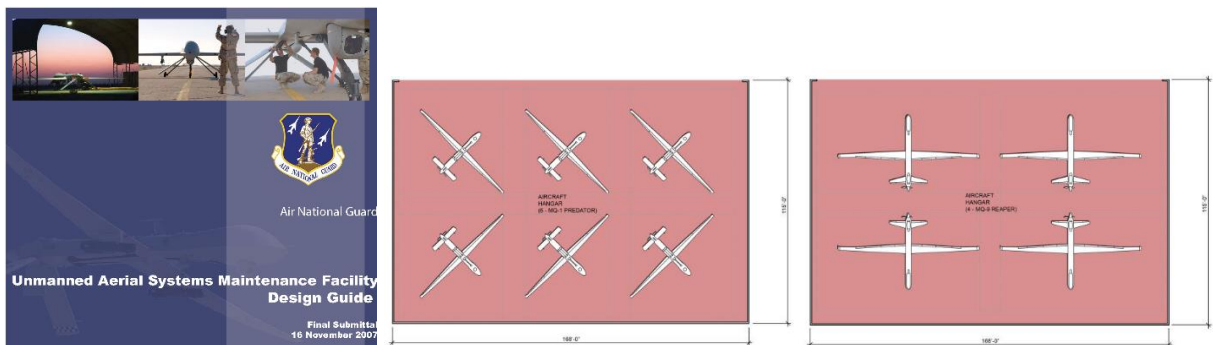 AIR NATIONAL GUARD
Air National Guard
Unmanned Aerial Systems Maintenance Facility
Design Guide
Final Submittal
16 November 2007
AIRCRAFT
HANGAR
(6 - MQ-1 PREDATOR)
115'-0"
168'-0"
AIRCRAFT
HANGAR
(4 - MQ-9 REAPER)
115'-0"
168'-0"